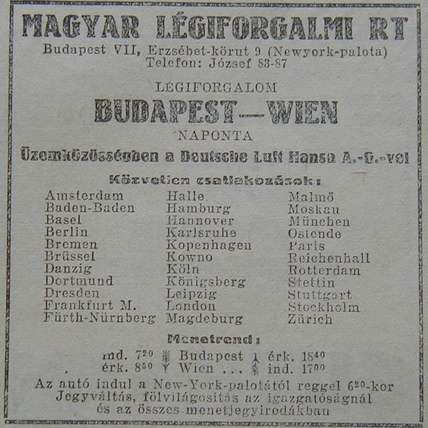 MAGYAR LÉGIFORGALMI RT
Budapest VII, Erzsébet-körut 9 (Newyork-palota)
Telefon: József 83-87
LÉGIFORGALOM
BUDAPEST—WIEN
NAPONTA
Üzemközösségben a Deutsche Luft Hansa A.-G.-vel
Közvetlen csatlakozások:
Amsterdam Halle Malmö
Baden-Baden Hamburg Moskau
Basel Hannover München
Berlin Karlsruhe Ostende
Bremen Kopenhagen Paris
Brüssel Kowno Reichenhall
Danzig Köln Rotterdam
Dortmund Königsberg Stettin
Dresden Leipzig Stuttgart
Frankfurt M. London Stockholm
Fürth-Nürnberg Magdeburg Zürich
Menetrend:
ind. 7²⁰ Budapest érk. 18⁴⁰
érk. 8⁵⁰ Wien ... ind. 17⁰⁰
Az autó indul a New-York-palotától reggel 6²⁰-kor
Jegyváltás, fölvilágosítás az igazgatóságnál
és az összes menetjegyirodákban